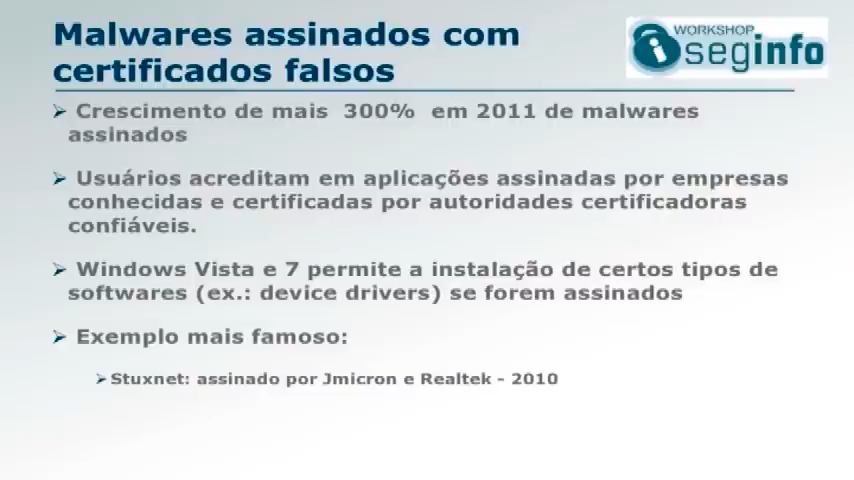 Malwares assinados com
certificados falsos
WORKSHOP
seginfo
➢ Crescimento de mais 300% em 2011 de malwares
assinados
➢ Usuários acreditam em aplicações assinadas por empresas
conhecidas e certificadas por autoridades certificadoras
confiáveis.
➢ Windows Vista e 7 permite a instalação de certos tipos de
softwares (ex.: device drivers) se forem assinados
➢ Exemplo mais famoso:
➢ Stuxnet: assinado por Jmicron e Realtek - 2010